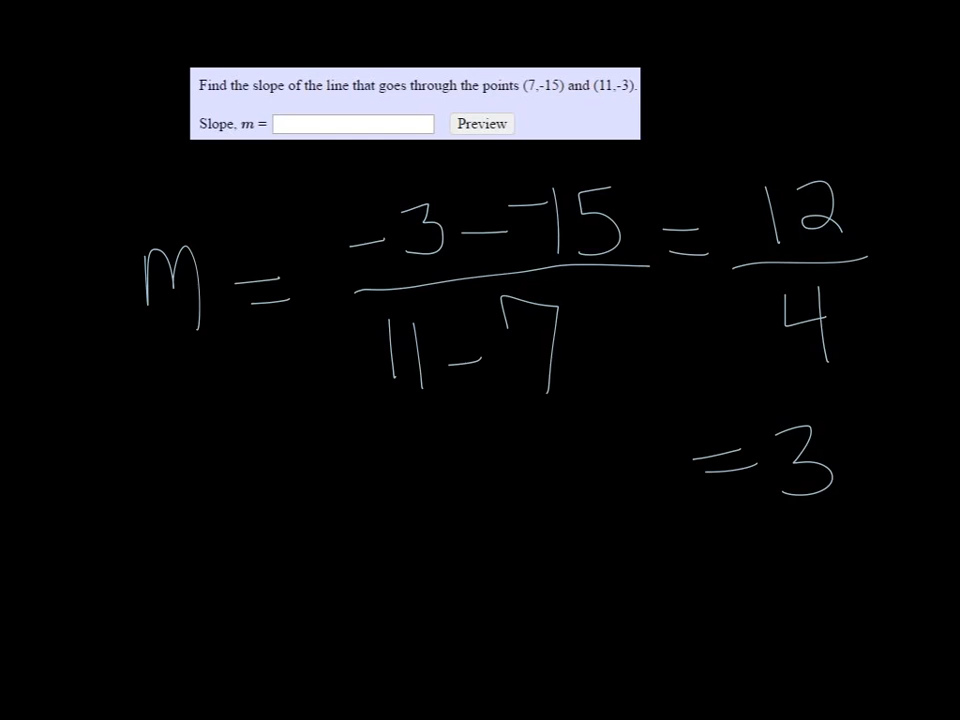 Find the slope of the line that goes through the points (7,-15) and (11,-3).
Slope, m =
Preview
m = -3 - -15 / 11 - 7 = 12 / 4
= 3